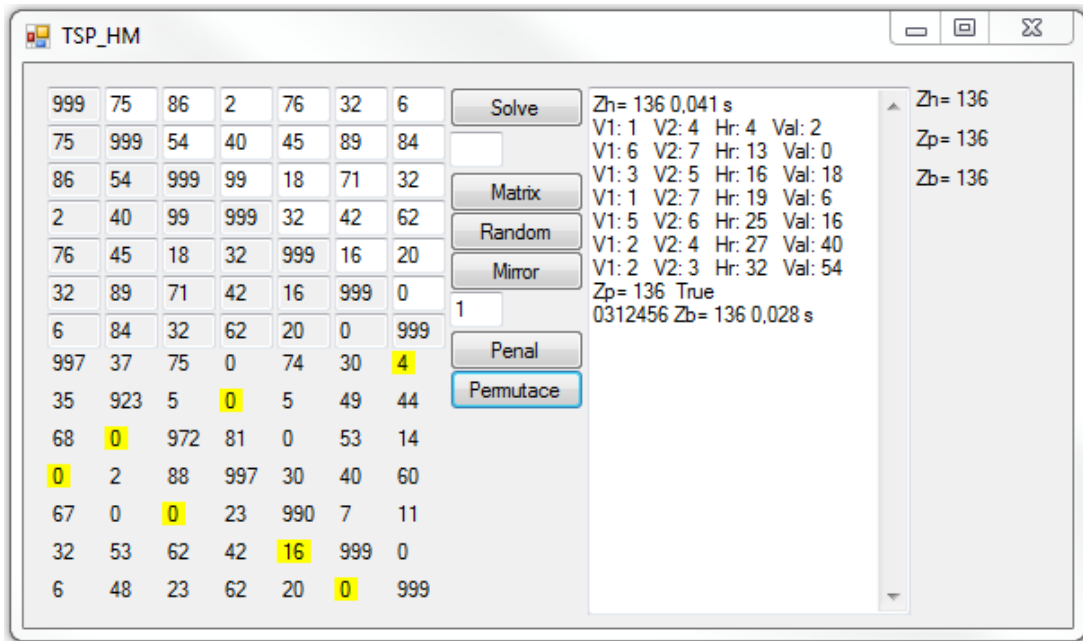 TSP_HM
999 75 86 2 76 32 6
75 999 54 40 45 89 84
86 54 999 99 18 71 32
2 40 99 999 32 42 62
76 45 18 32 999 16 20
32 89 71 42 16 999 0
6 84 32 62 20 0 999
997 37 75 0 74 30 4
35 923 5 0 5 49 44
68 0 972 81 0 53 14
0 2 88 997 30 40 60
67 0 0 23 990 7 11
32 53 62 42 16 999 0
6 48 23 62 20 0 999
Solve
Matrix
Random
Mirror
1
Penal
Permutace
Zh= 136 0,041 s
V1: 1 V2: 4 Hr: 4 Val: 2
V1: 6 V2: 7 Hr: 13 Val: 0
V1: 3 V2: 5 Hr: 16 Val: 18
V1: 1 V2: 7 Hr: 19 Val: 6
V1: 5 V2: 6 Hr: 25 Val: 16
V1: 2 V2: 4 Hr: 27 Val: 40
V1: 2 V2: 3 Hr: 32 Val: 54
Zp= 136 True
0312456 Zb= 136 0,028 s
Zh= 136
Zp= 136
Zb= 136